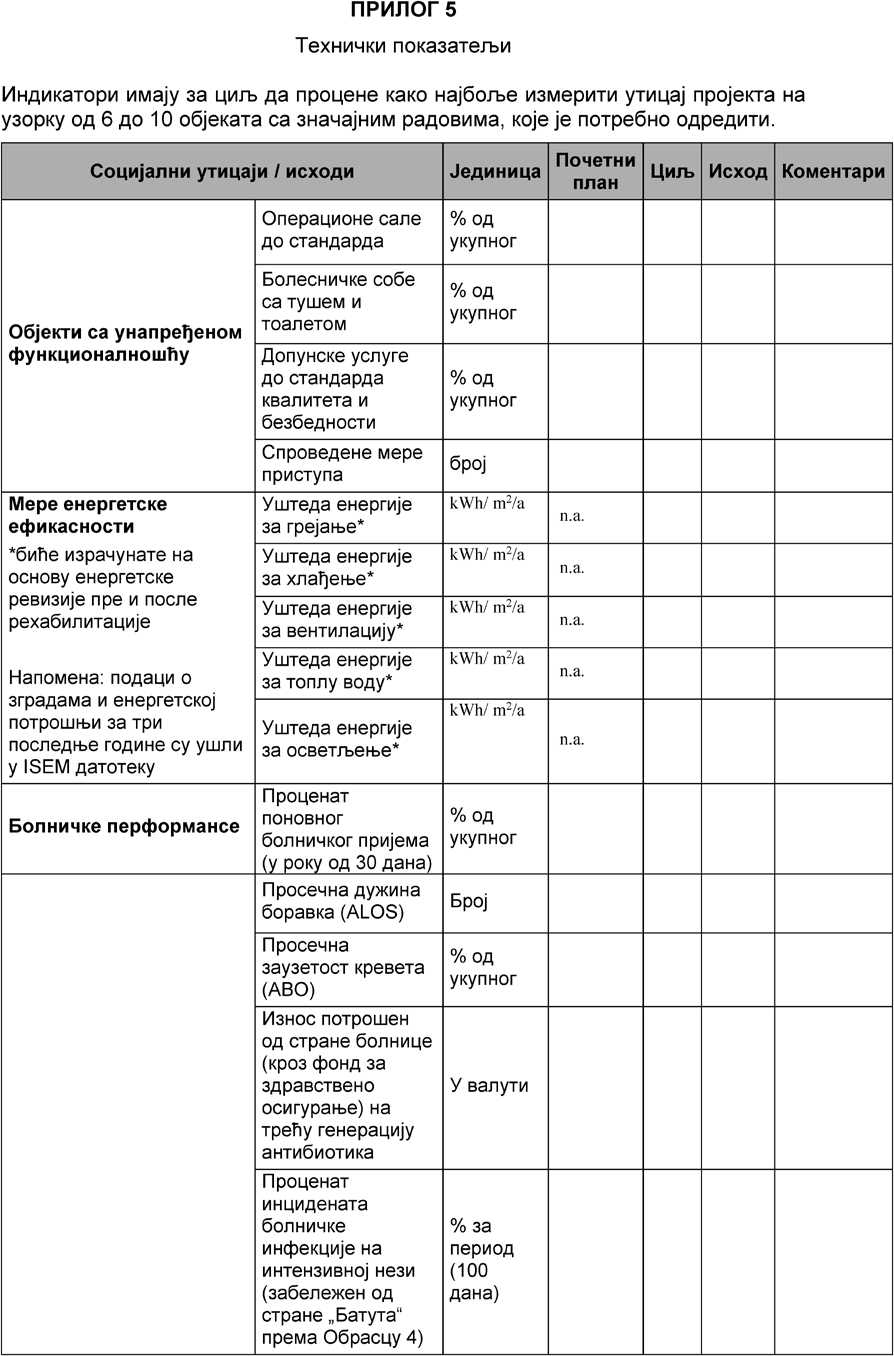 ПРИЛОГ 5
Технички показатељи
Индикатори имају за циљ да процене како најбоље измерити утицај пројекта на
узорку од 6 до 10 објеката са значајним радовима, које је потребно одредити.
Социјални утицаји / исходи
Јединица
Почетни
план
Циљ
Исход
Коментари
Објекти са унапређеном
функционалношћу
Операционе сале
до стандарда
% од
укупног
Болесничке собе
са тушем и
тоалетом
% од
укупног
Допунске услуге
до стандарда
квалитета и
безбедности
% од
укупног
Спроведене мере
приступа
број
Мере енергетске
ефикасности
*биће израчунате на
основу енергетске
ревизије пре и после
рехабилитације
Напомена: подаци о
зградама и енергетској
потрошњи за три
последње године су ушли
у ISEM датотеку
Уштеда енергије
за грејање*
kWh/ m²/a
n.a.
Уштеда енергије
за хлађење*
kWh/ m²/a
n.a.
Уштеда енергије
за вентилацију*
kWh/ m²/a
n.a.
Уштеда енергије
за топлу воду*
kWh/ m²/a
n.a.
Уштеда енергије
за осветљење*
kWh/ m²/a
n.a.
Болничке перформансе
Проценат
поновног
болничког пријема
(у року од 30 дана)
% од
укупног
Просечна дужина
боравка (ALOS)
Број
Просечна
заузетост кревета
(ABO)
% од
укупног
Износ потрошен
од стране болнице
(кроз фонд за
здравствено
осигурање) на
трећу генерацију
антибиотика
У валути
Проценат
инцидената
болничке
инфекције на
интензивној нези
(забележен од
стране „Батута“
према Обрасцу 4)
% за
период
(100
дана)